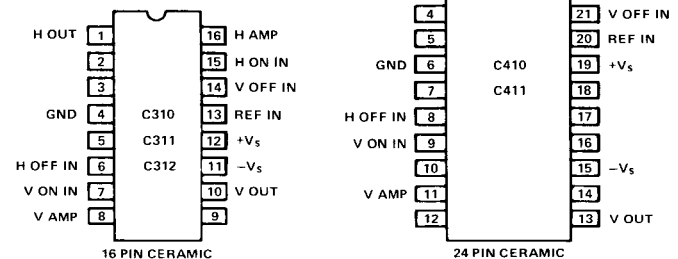 H OUT 1 16 H AMP
2 15 H ON IN
3 14 V OFF IN
GND 4 C310 13 REF IN
5 C311 12 +Vs
H OFF IN 6 C312 11 −Vs
V ON IN 7 10 V OUT
V AMP 8 9
16 PIN CERAMIC
4 21 V OFF IN
5 20 REF IN
GND 6 C410 19 +Vs
7 C411 18
H OFF IN 8 17
V ON IN 9 16
10 15 −Vs
V AMP 11 14
12 13 V OUT
24 PIN CERAMIC